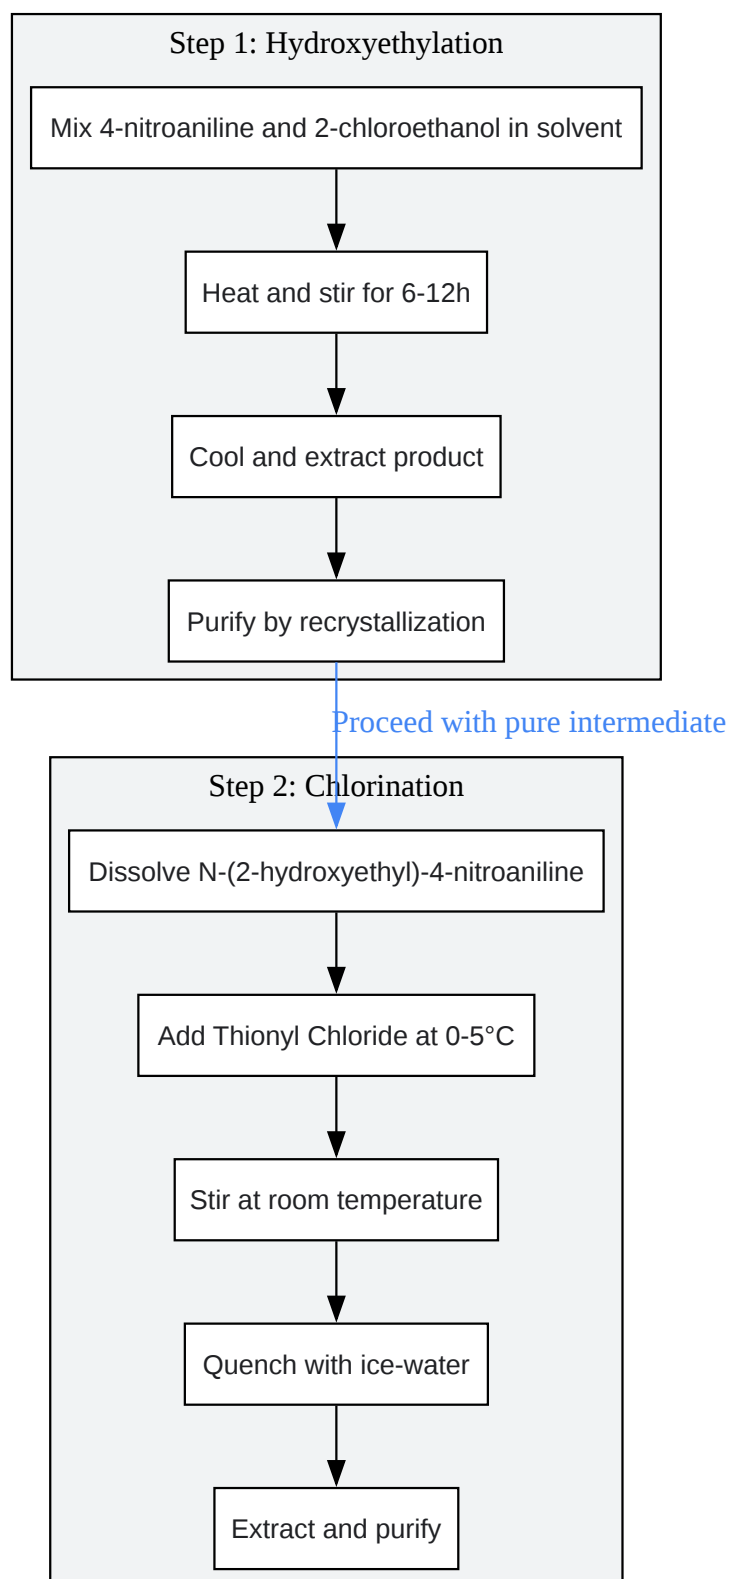 Step 1: Hydroxyethylation
Mix 4-nitroaniline and 2-chloroethanol in solvent
Heat and stir for 6-12h
Cool and extract product
Purify by recrystallization
Proceed with pure intermediate
Step 2: Chlorination
Dissolve N-(2-hydroxyethyl)-4-nitroaniline
Add Thionyl Chloride at 0-5°C
Stir at room temperature
Quench with ice-water
Extract and purify